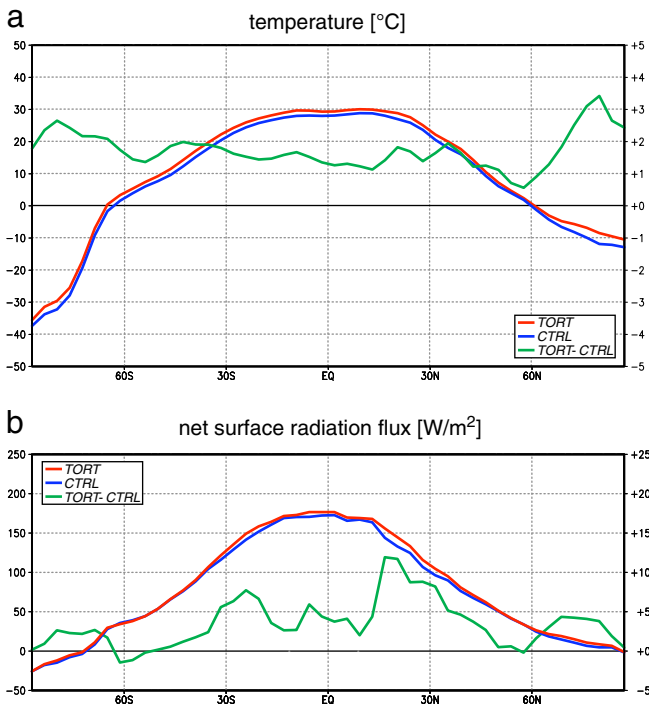 a
temperature [°C]
50 +5
40 +4
30 +3
20 +2
10 +1
0 +0
-10 -1
-20 -2
-30 -3
-40 -4
-50 -5
TORT
CTRL
TORT- CTRL
60S 30S EQ 30N 60N
b
net surface radiation flux [W/m²]
250 +25
200 +20
150 +15
100 +10
50 +5
0 +0
-50 -5
TORT
CTRL
TORT- CTRL
60S 30S EQ 30N 60N